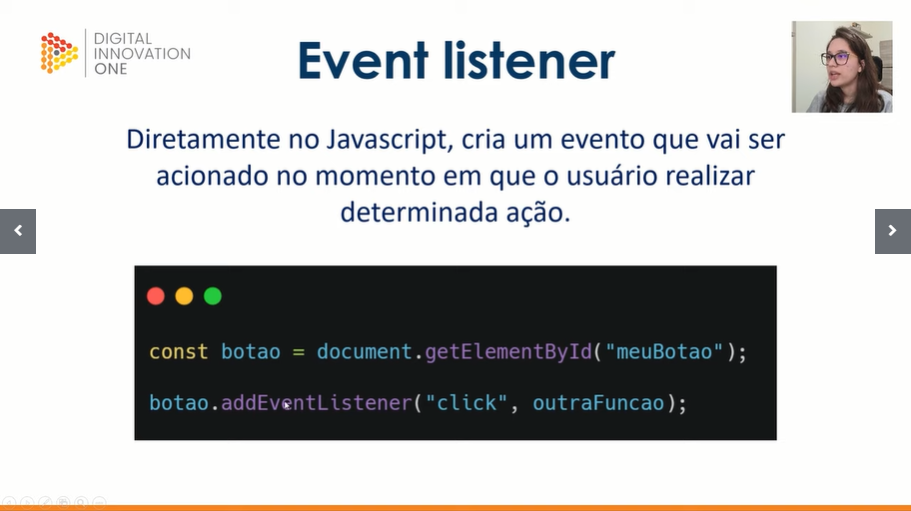 DIGITAL
INNOVATION
ONE
Event listener
Diretamente no Javascript, cria um evento que vai ser
acionado no momento em que o usuário realizar
determinada ação.
const botao = document.getElementById("meuBotao");
botao.addEventListener("click", outraFuncao);